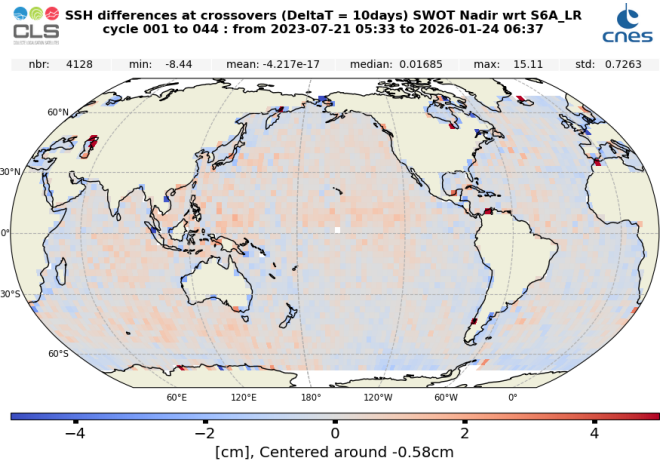 SSH differences at crossovers (DeltaT = 10days) SWOT Nadir wrt S6A_LR
cycle 001 to 044 : from 2023-07-21 05:33 to 2026-01-24 06:37
CLS
cnes
nbr: 4128 min: -8.44 mean: -4.217e-17 median: 0.01685 max: 15.11 std: 0.7263
60°N
30°N
0°
30°S
60°S
60°E 120°E 180° 120°W 60°W 0°
−4 −2 0 2 4
[cm], Centered around -0.58cm